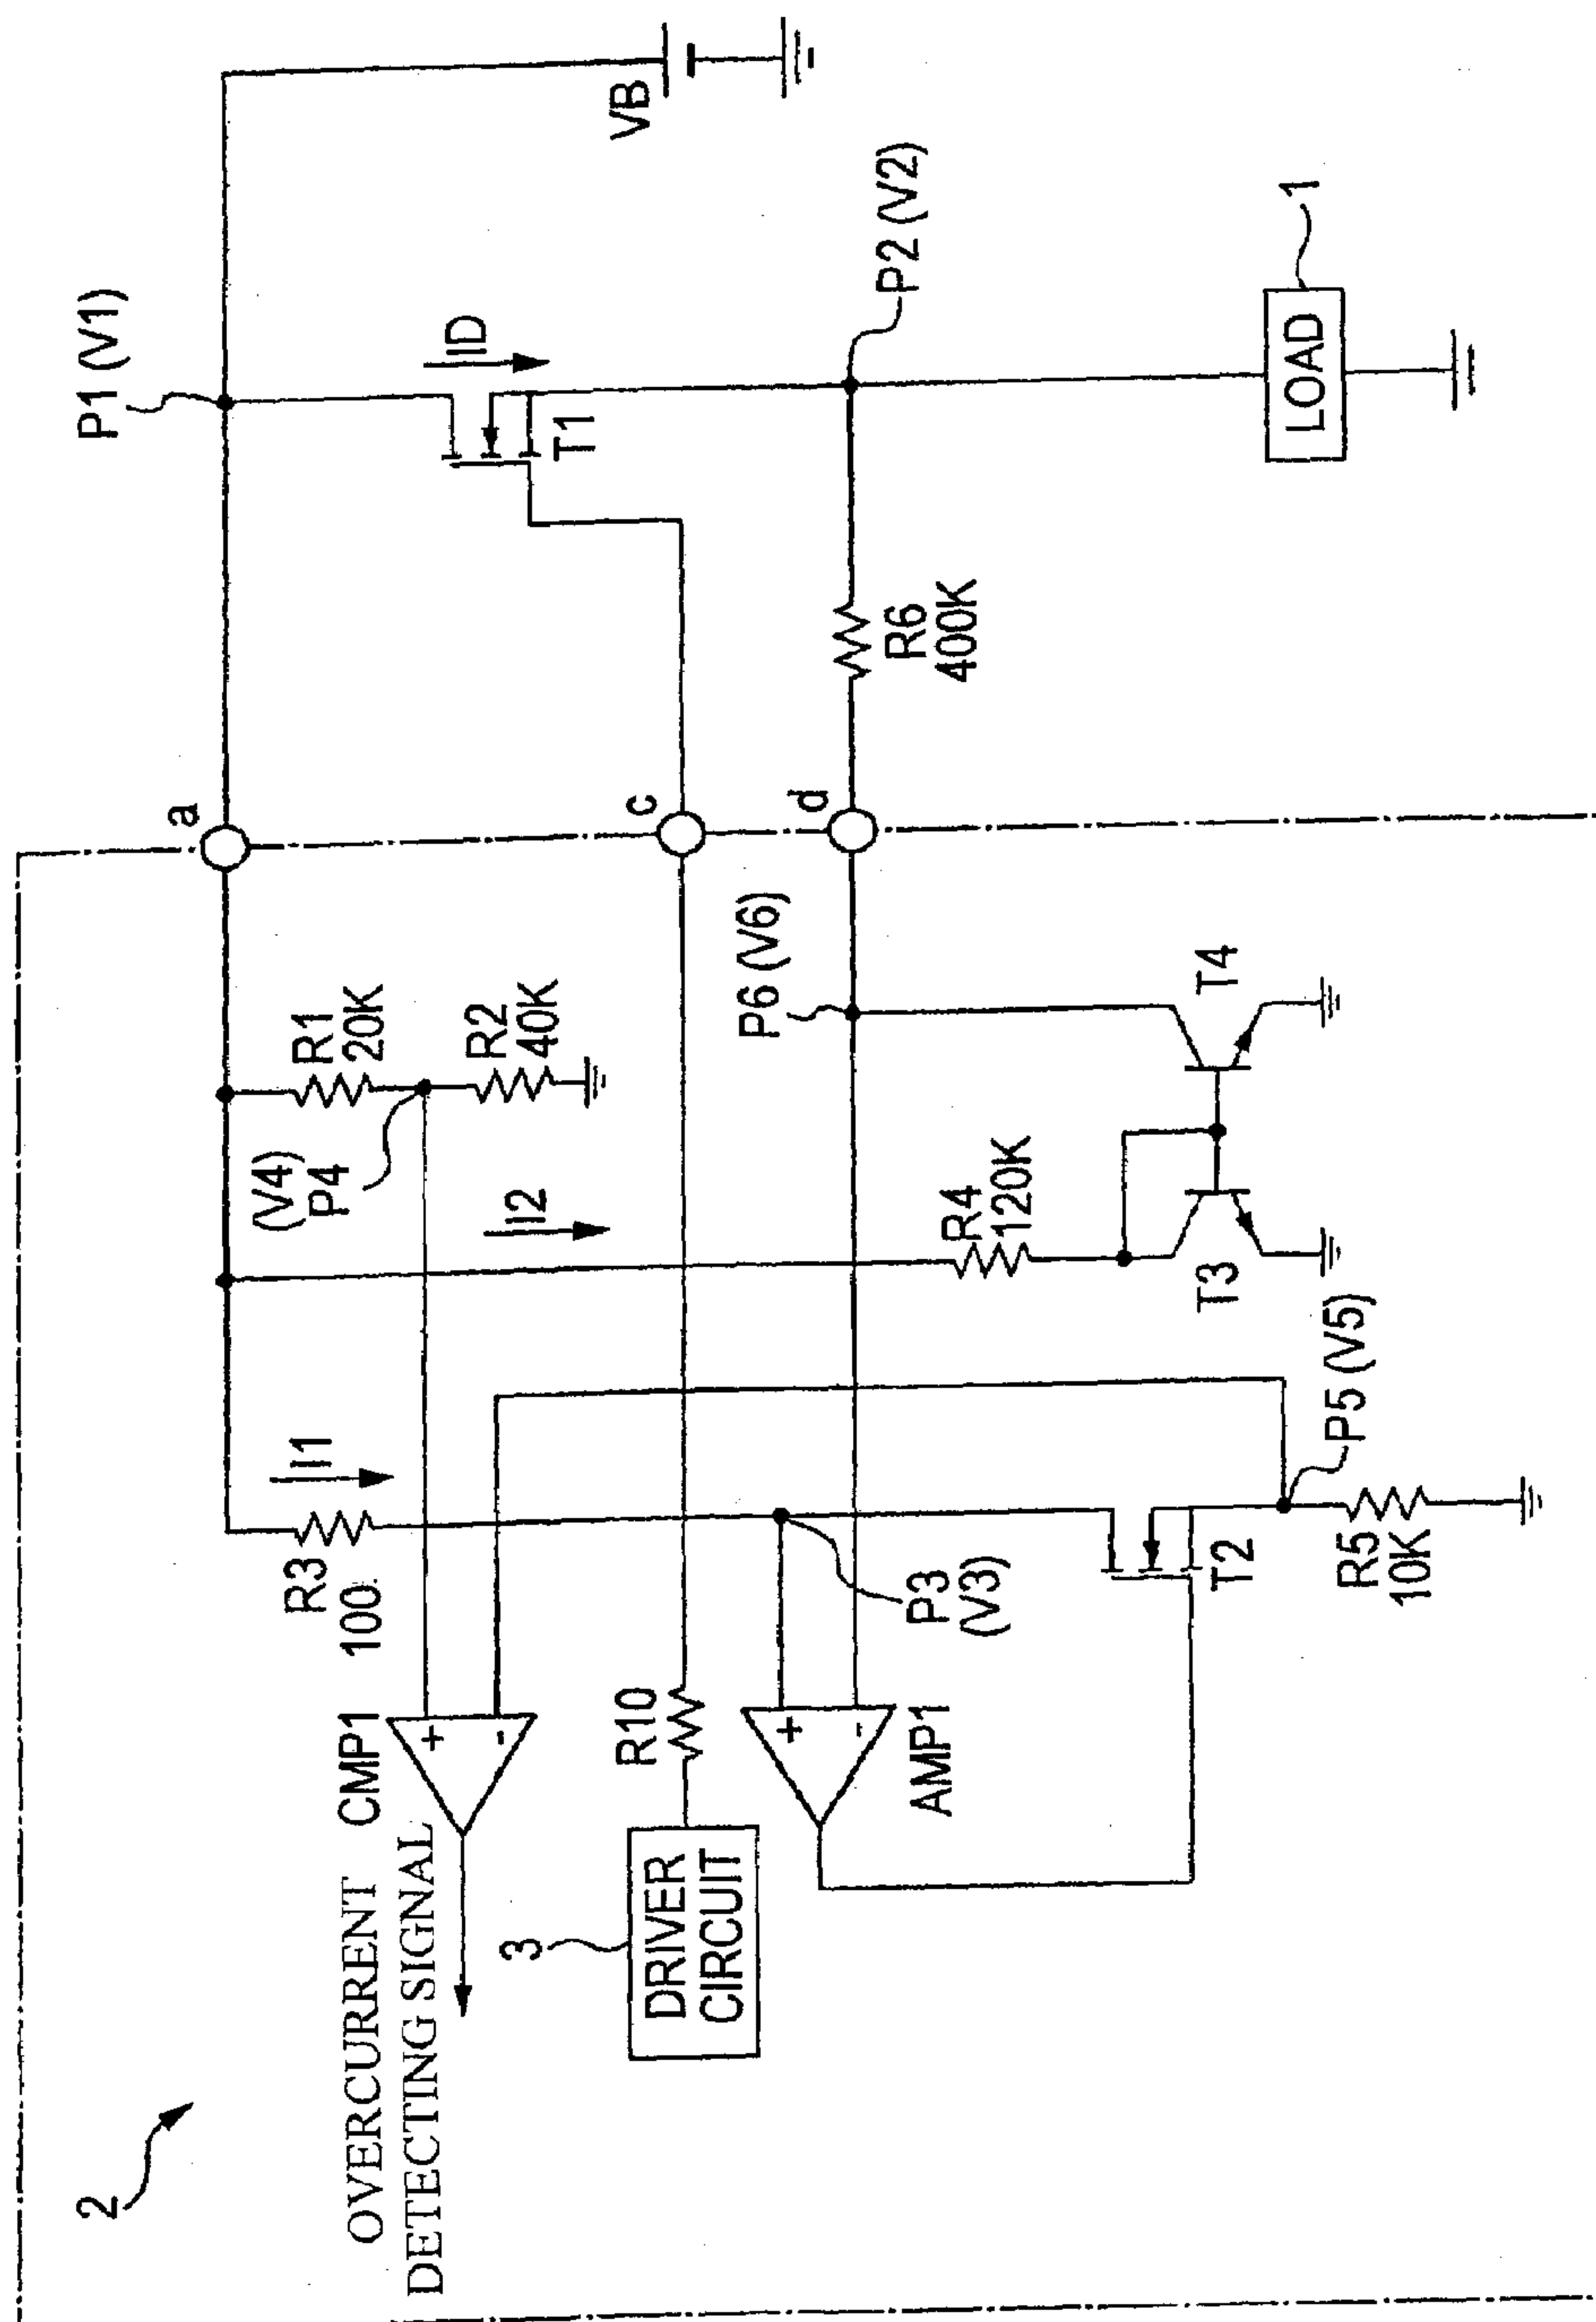 2
OVERCURRENT
DETECTING SIGNAL
CMP1
+
-
R3
100
I1
(V4)
P4
R1
20K
R2
40K
I2
a
P1 (V1)
ID
T1
VB
3
DRIVER
CIRCUIT
R10
c
AMP1
+
-
P3
(V3)
P6 (V6)
d
R6
400K
P2 (V2)
T2
R5
10K
P5 (V5)
R4
120K
T3
T4
LOAD
1